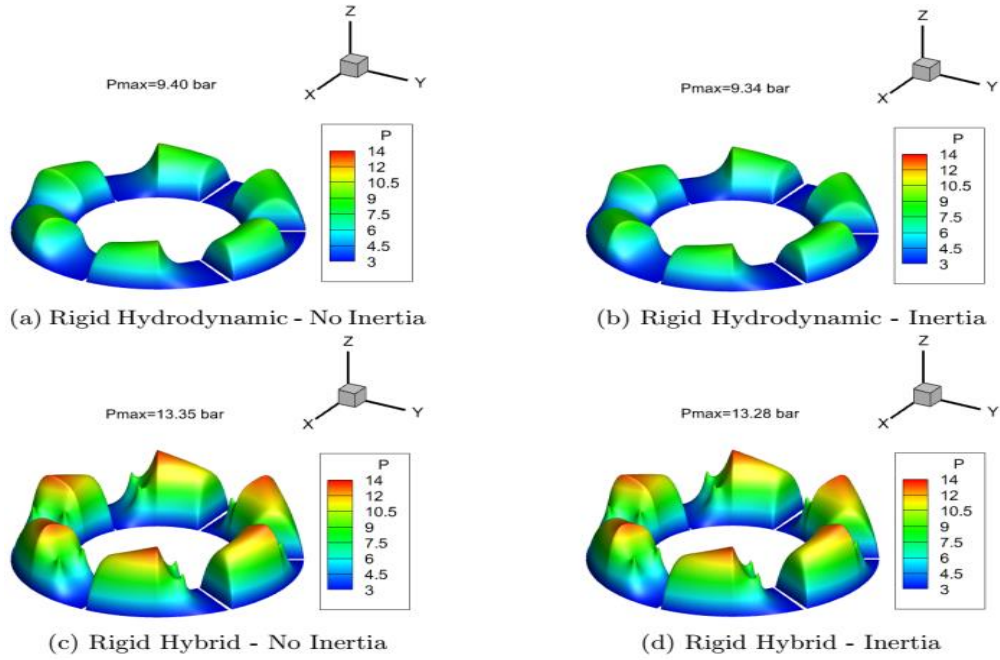 Z
Y
X
Pmax=9.40 bar
P
14
12
10.5
9
7.5
6
4.5
3
(a) Rigid Hydrodynamic - No Inertia
Z
Y
X
Pmax=9.34 bar
P
14
12
10.5
9
7.5
6
4.5
3
(b) Rigid Hydrodynamic - Inertia
Z
Y
X
Pmax=13.35 bar
P
14
12
10.5
9
7.5
6
4.5
3
(c) Rigid Hybrid - No Inertia
Z
Y
X
Pmax=13.28 bar
P
14
12
10.5
9
7.5
6
4.5
3
(d) Rigid Hybrid - Inertia